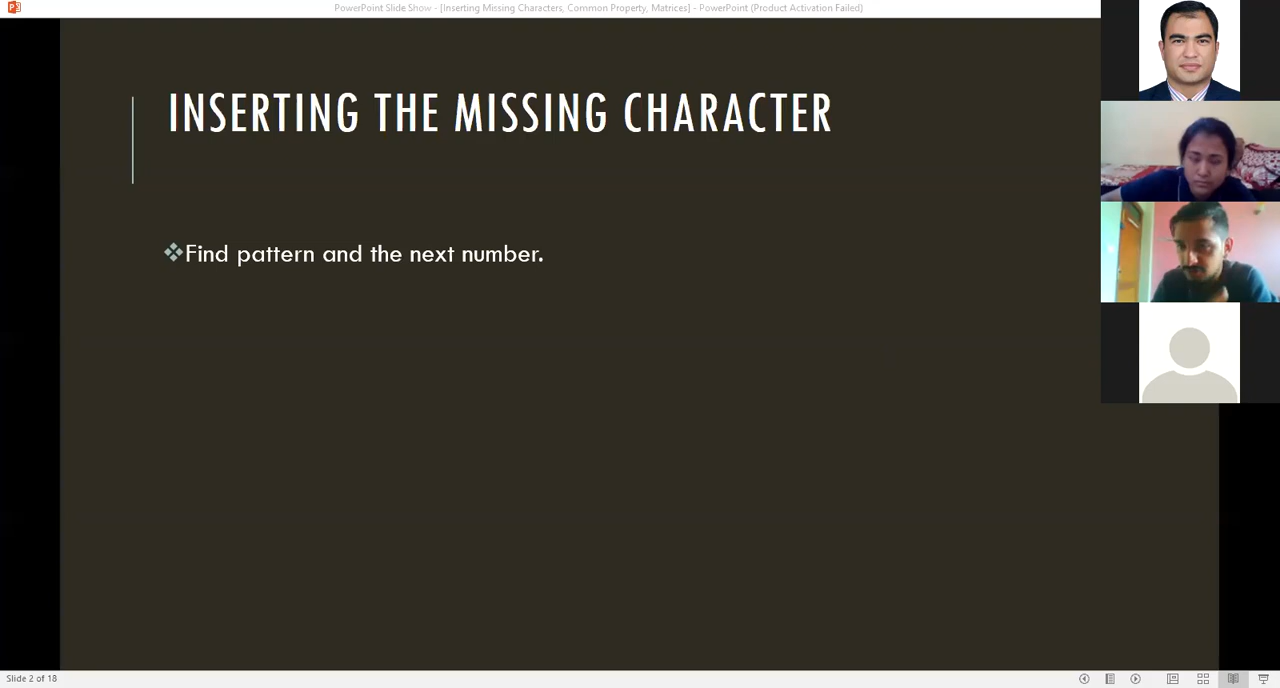 PowerPoint Slide Show - [Inserting Missing Characters, Common Property, Matrices] - PowerPoint (Product Activation Failed)
INSERTING THE MISSING CHARACTER
❖Find pattern and the next number.
Slide 2 of 18